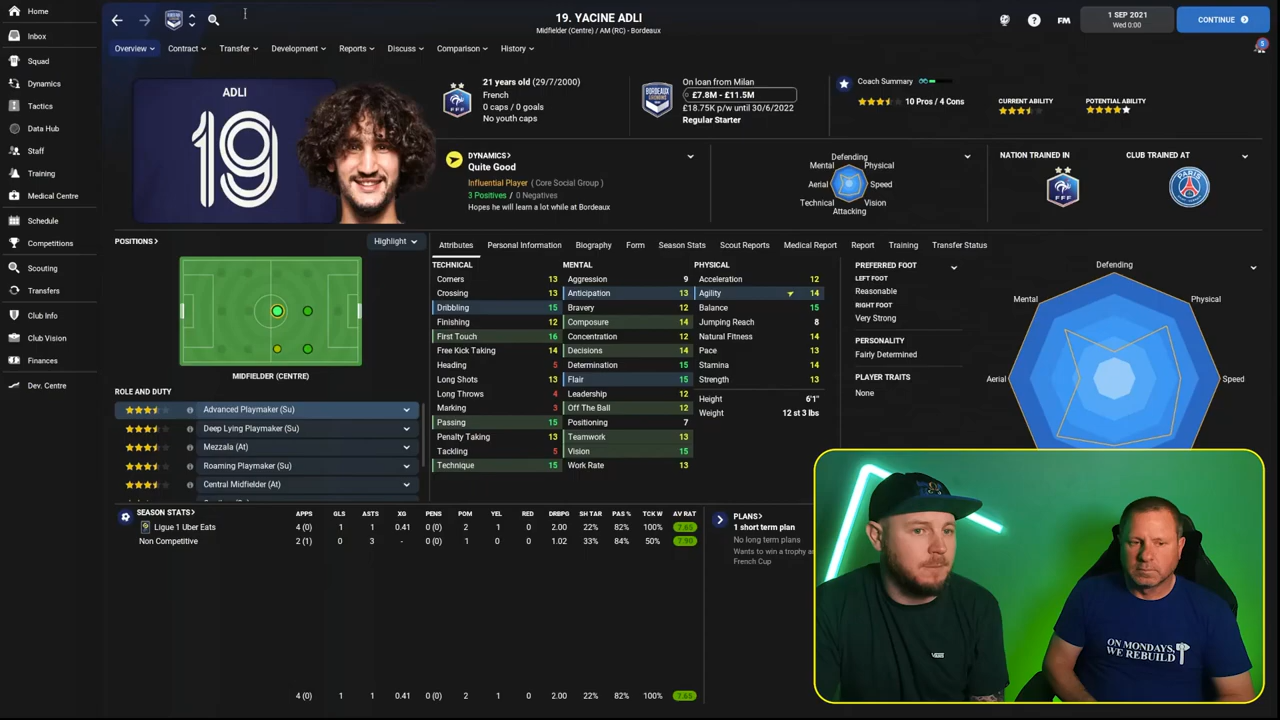 Home
Inbox
Squad
Dynamics
Tactics
Data Hub
Staff
Training
Medical Centre
Schedule
Competitions
Scouting
Transfers
Club Info
Club Vision
Finances
Dev. Centre
19. YACINE ADLI
Midfielder (Centre) / AM (RC) - Bordeaux
FM
1 SEP 2021
Wed 0:00
CONTINUE
Overview
Contract
Transfer
Development
Reports
Discuss
Comparison
History
ADLI
19
21 years old (29/7/2000)
French
0 caps / 0 goals
No youth caps
On loan from Milan
£7.8M - £11.5M
£18.75K p/w until 30/6/2022
Regular Starter
Coach Summary
10 Pros / 4 Cons
CURRENT ABILITY
POTENTIAL ABILITY
DYNAMICS>
Quite Good
Influential Player ( Core Social Group )
3 Positives / 0 Negatives
Hopes he will learn a lot while at Bordeaux
Defending
Mental Physical
Aerial Speed
Technical Vision
Attacking
NATION TRAINED IN
CLUB TRAINED AT
POSITIONS>
Highlight
MIDFIELDER (CENTRE)
ROLE AND DUTY
Advanced Playmaker (Su)
Deep Lying Playmaker (Su)
Mezzala (At)
Roaming Playmaker (Su)
Central Midfielder (At)
Attributes Personal Information Biography Form Season Stats Scout Reports Medical Report Report Training Transfer Status
TECHNICAL
Corners 13
Crossing 13
Dribbling 15
Finishing 12
First Touch 16
Free Kick Taking 14
Heading 5
Long Shots 13
Long Throws 4
Marking 3
Passing 15
Penalty Taking 13
Tackling 5
Technique 15
MENTAL
Aggression 9
Anticipation 13
Bravery 12
Composure 14
Concentration 12
Decisions 14
Determination 15
Flair 15
Leadership 12
Off The Ball 12
Positioning 7
Teamwork 13
Vision 15
Work Rate 13
PHYSICAL
Acceleration 12
Agility 14
Balance 15
Jumping Reach 8
Natural Fitness 14
Pace 13
Stamina 14
Strength 13
Height 6'1"
Weight 12 st 3 lbs
PREFERRED FOOT
LEFT FOOT
Reasonable
RIGHT FOOT
Very Strong
PERSONALITY
Fairly Determined
PLAYER TRAITS
None
Defending
Mental Physical
Aerial Speed
SEASON STATS>
APPS GLS ASTS XG PENS POM YEL RED DRBPG SH TAR PAS % TCK W AV RAT
Ligue 1 Uber Eats 4 (0) 1 1 0.41 0 (0) 2 1 0 2.00 22% 82% 100% 7.65
Non Competitive 2 (1) 0 3 - 0 (0) 1 0 0 1.02 33% 84% 50% 7.90
4 (0) 1 1 0.41 0 (0) 2 1 0 2.00 22% 82% 100% 7.65
PLANS>
1 short term plan
No long term plans
Wants to win a trophy
French Cup
ON MONDAYS,
WE REBUILD